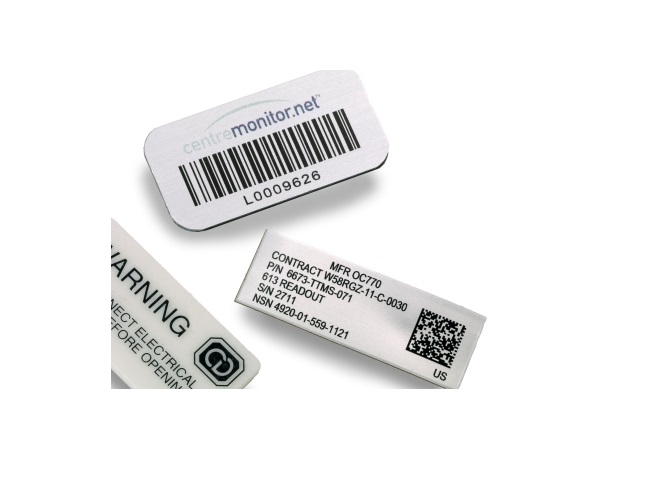 centremonitor.net™
L0009626
MFR OC770
CONTRACT W58RGZ-11-C-0030
P/N 6673-TTMS-071
613 READOUT
S/N 2711
NSN 4920-01-559-1121
US
WARNING
NECT ELECTRICAL
EFORE OPENIN